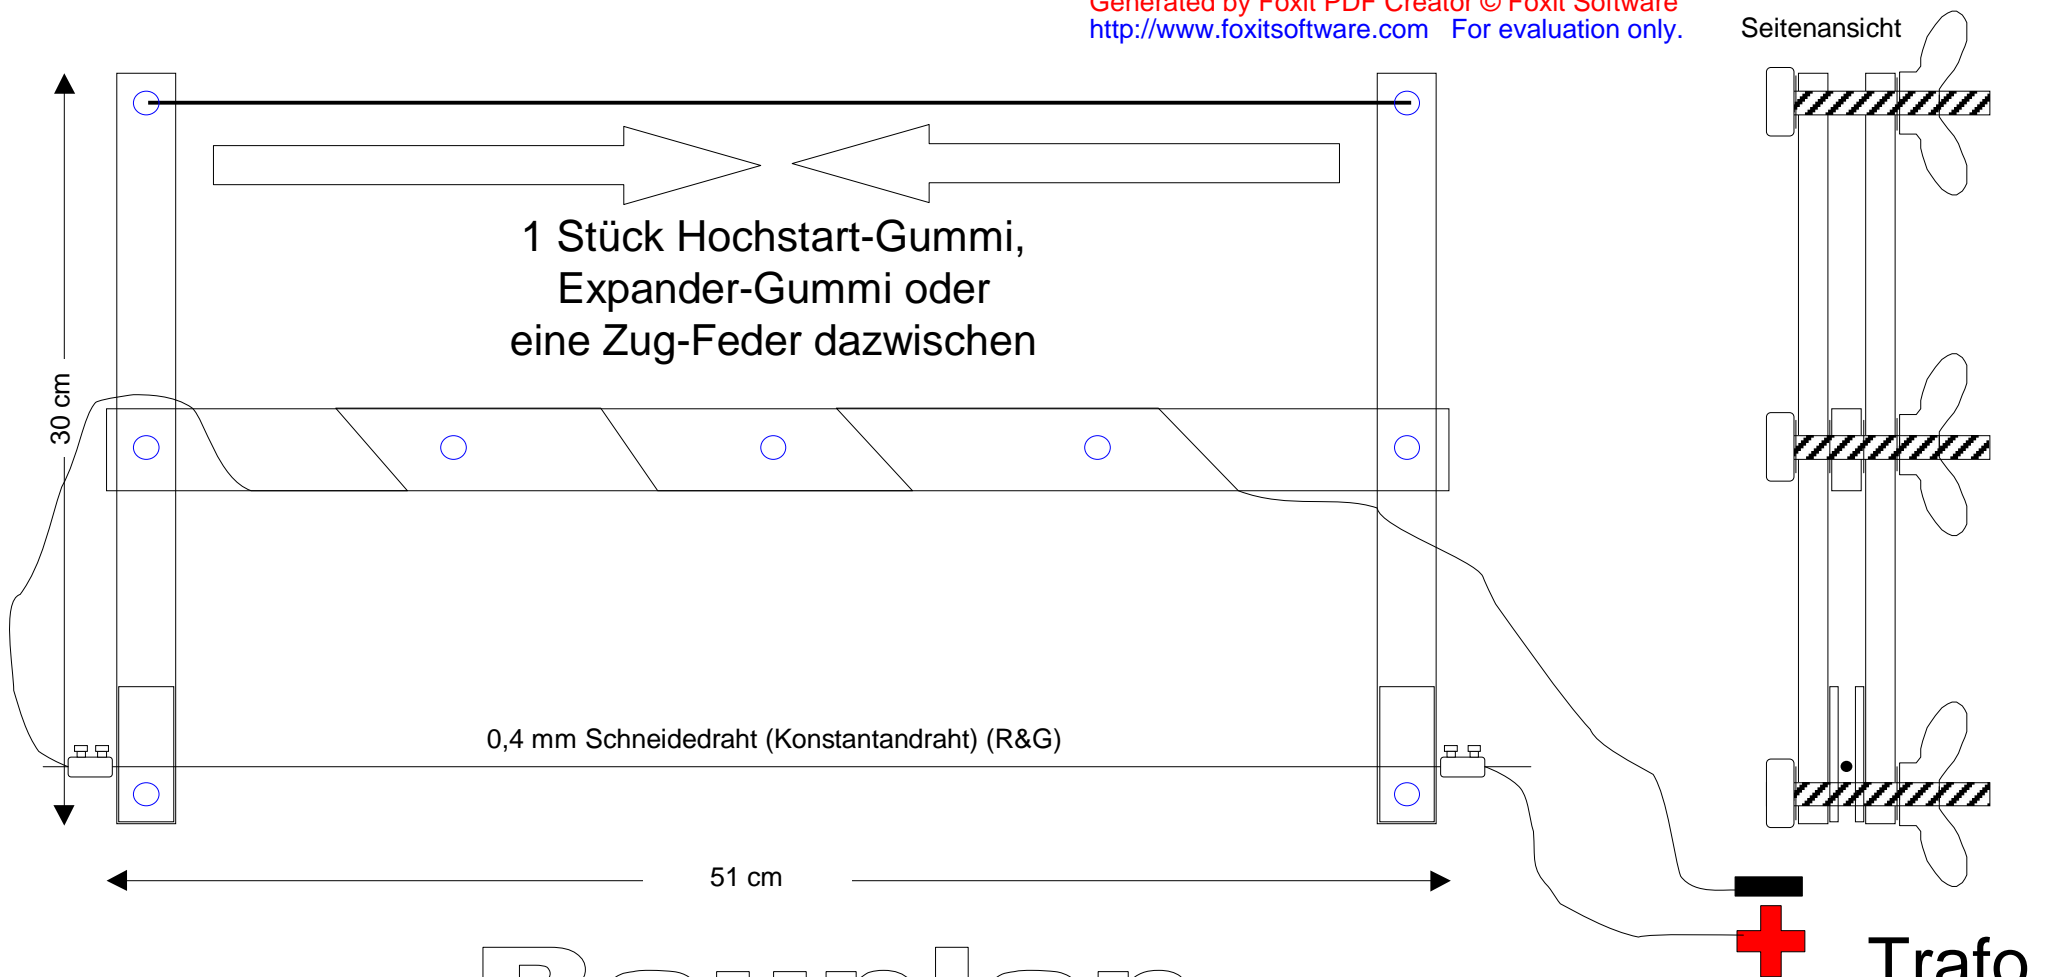 Generated by Foxit PDF Creator © Foxit Software
http://www.foxitsoftware.com For evaluation only.
Seitenansicht
1 Stück Hochstart-Gummi,
Expander-Gummi oder
eine Zug-Feder dazwischen
30 cm
0,4 mm Schneidedraht (Konstantandraht) (R&G)
51 cm
Trafo
Bauplan